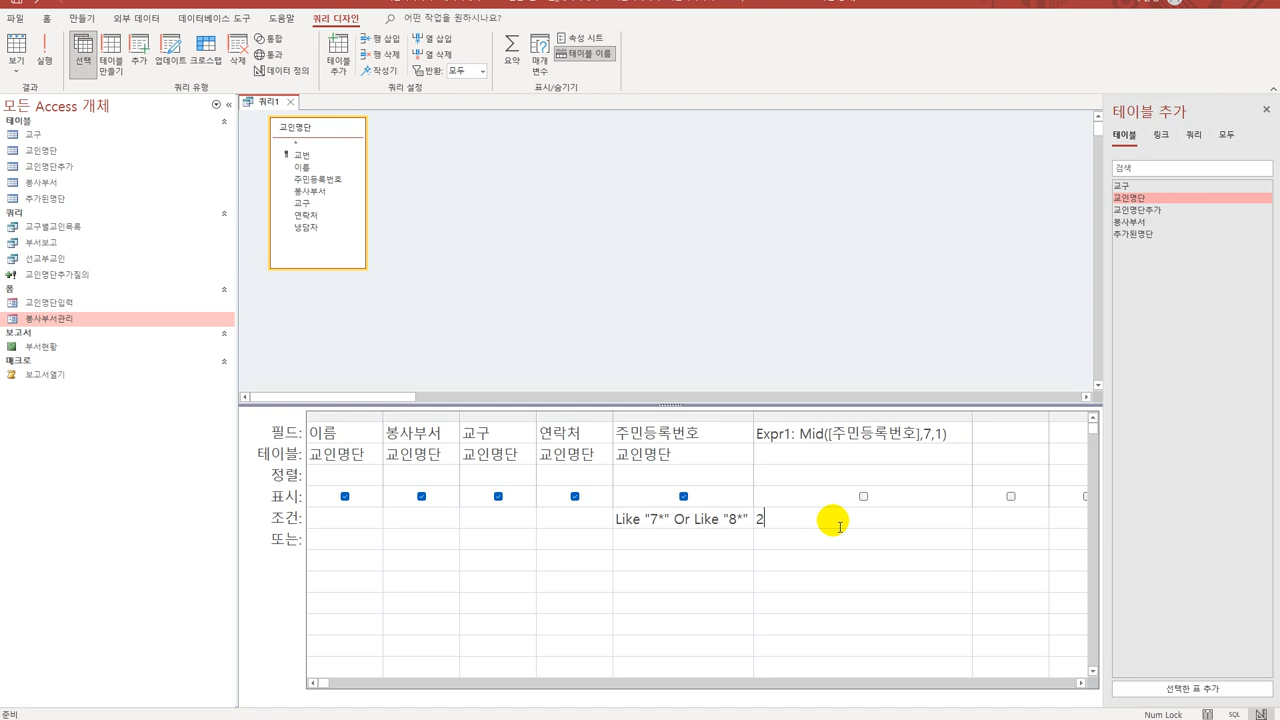 파일 홈 만들기 외부 데이터 데이터베이스 도구 도움말 쿼리 디자인 어떤 작업을 원하시나요?
보기 실행 선택 테이블 만들기 추가 업데이트 크로스탭 삭제 통합 통과 데이터 정의
테이블 추가 행 삽입 행 삭제 작성기 열 삽입 열 삭제 반환: 모두
요약 매개 변수 속성 시트 테이블 이름
결과 쿼리 유형 쿼리 설정 표시/숨기기
모든 Access 개체
테이블
교구
교인명단
교인명단추가
봉사부서
추가된명단
쿼리
교구별교인목록
부서보고
선교부교인
교인명단추가질의
폼
교인명단입력
봉사부서관리
보고서
부서현황
매크로
보고서열기
쿼리1
교인명단
*
교번
이름
주민등록번호
봉사부서
교구
연락처
냉담자
필드: 이름 봉사부서 교구 연락처 주민등록번호 Expr1: Mid([주민등록번호],7,1)
테이블: 교인명단 교인명단 교인명단 교인명단 교인명단
정렬:
표시:
조건: Like "7*" Or Like "8*" 2
또는:
테이블 추가
테이블 링크 쿼리 모두
검색
교구
교인명단
교인명단추가
봉사부서
추가된명단
선택한 표 추가
준비
Num Lock SQL